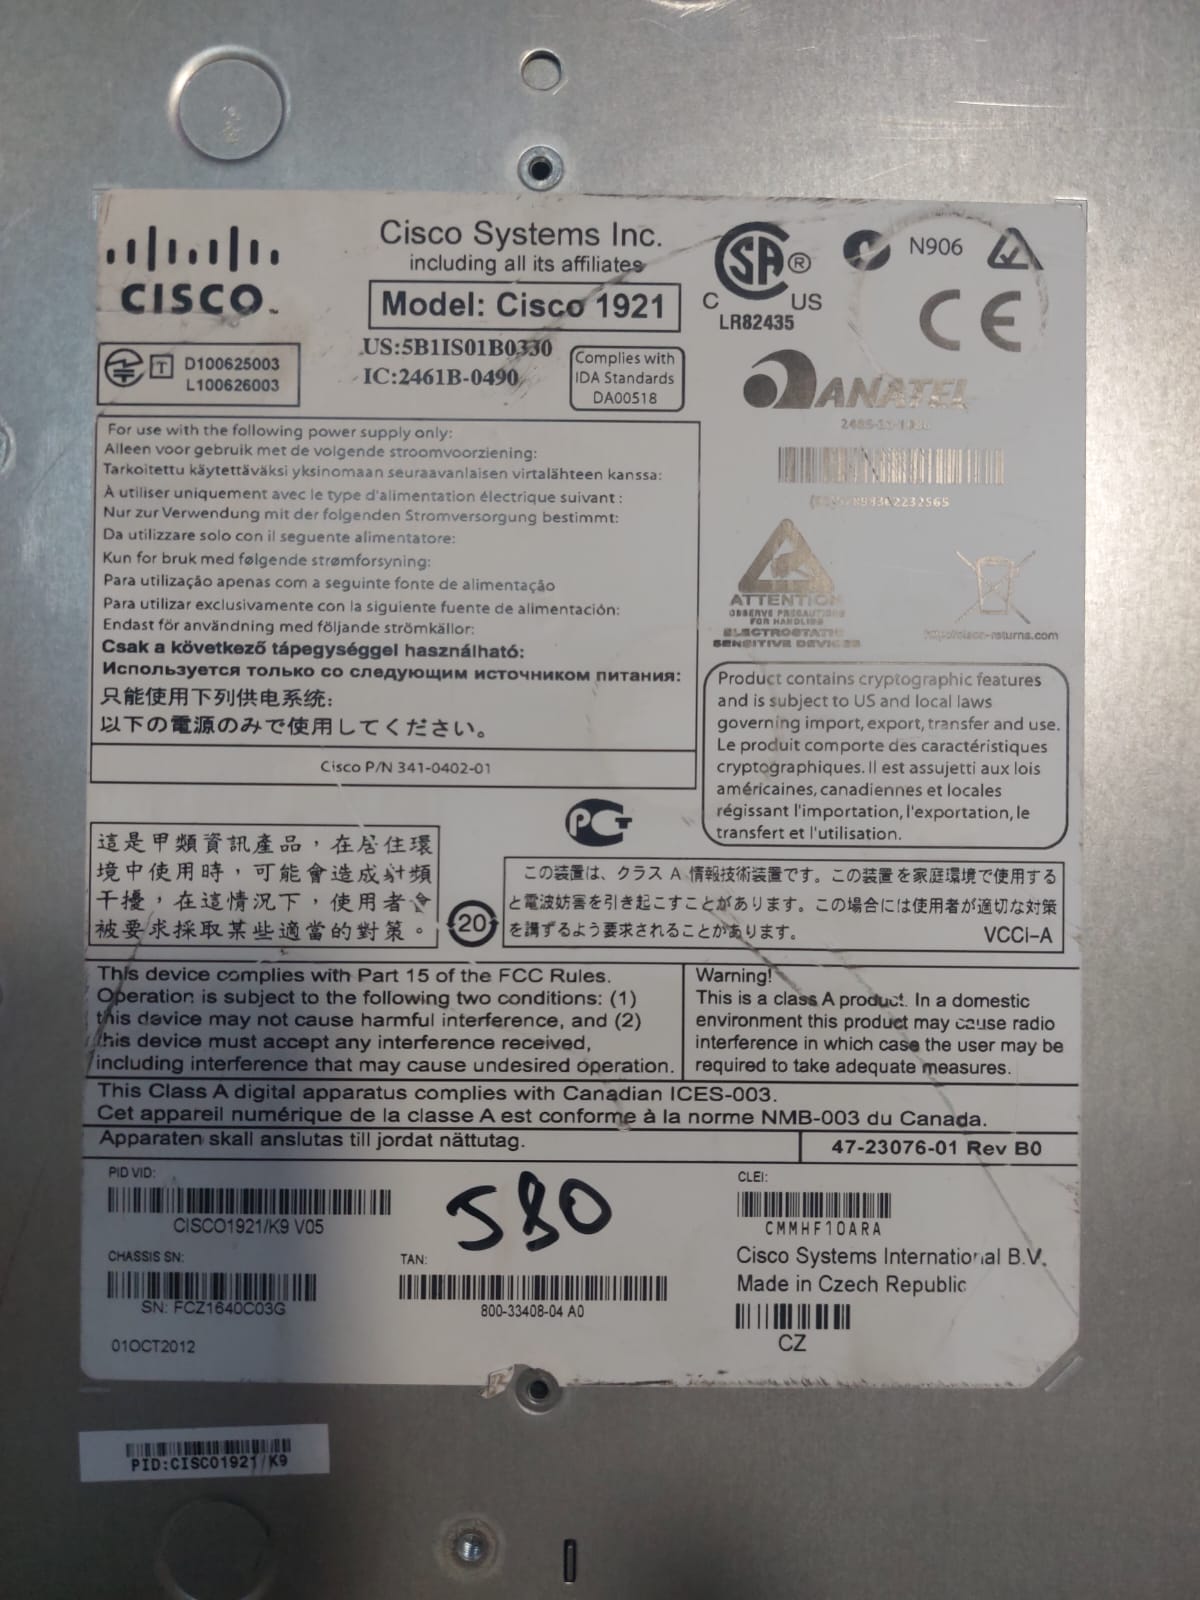 CISCO
Cisco Systems Inc.
including all its affiliates
Model: Cisco 1921
US:5B1IS01B0330
IC:2461B-0490
Complies with
IDA Standards
DA00518
T D100625003
L100626003
SA ®
C US
LR82435
N906
CE
ANATEL
For use with the following power supply only:
Alleen voor gebruik met de volgende stroomvoorziening:
Tarkoitettu käytettäväksi yksinomaan seuraavanlaisen virtalähteen kanssa:
À utiliser uniquement avec le type d'alimentation électrique suivant :
Nur zur Verwendung mit der folgenden Stromversorgung bestimmt:
Da utilizzare solo con il seguente alimentatore:
Kun for bruk med følgende strømforsyning:
Para utilização apenas com a seguinte fonte de alimentação
Para utilizar exclusivamente con la siguiente fuente de alimentación:
Endast för användning med följande strömkällor:
Csak a következő tápegységgel használható:
Используется только со следующим источником питания:
只能使用下列供电系统:
以下の電源のみで使用してください。
Cisco P/N 341-0402-01
ATTENTION
OBSERVE PRECAUTIONS
FOR HANDLING
ELECTROSTATIC
SENSITIVE DEVICES
Product contains cryptographic features
and is subject to US and local laws
governing import, export, transfer and use.
Le produit comporte des caractéristiques
cryptographiques. Il est assujetti aux lois
américaines, canadiennes et locales
régissant l'importation, l'exportation, le
transfert et l'utilisation.
這是甲類資訊產品，在居住環
境中使用時，可能會造成射頻
干擾，在這情況下，使用者會
被要求採取某些適當的對策。
20
この装置は、クラス A 情報技術装置です。この装置を家庭環境で使用する
と電波妨害を引き起こすことがあります。この場合には使用者が適切な対策
を講ずるよう要求されることがあります。
VCCI-A
This device complies with Part 15 of the FCC Rules.
Operation is subject to the following two conditions: (1)
this device may not cause harmful interference, and (2)
this device must accept any interference received,
including interference that may cause undesired operation.
Warning!
This is a class A product. In a domestic
environment this product may cause radio
interference in which case the user may be
required to take adequate measures.
This Class A digital apparatus complies with Canadian ICES-003.
Cet appareil numérique de la classe A est conforme à la norme NMB-003 du Canada.
Apparaten skall anslutas till jordat nättutag.
47-23076-01 Rev B0
PID VID:
CISCO1921/K9 V05
580
CLEI:
CMMHF10ARA
CHASSIS SN:
SN: FCZ1640C03G
TAN:
800-33408-04 A0
Cisco Systems International B.V.
Made in Czech Republic
CZ
01OCT2012
PID:CISCO1921/K9